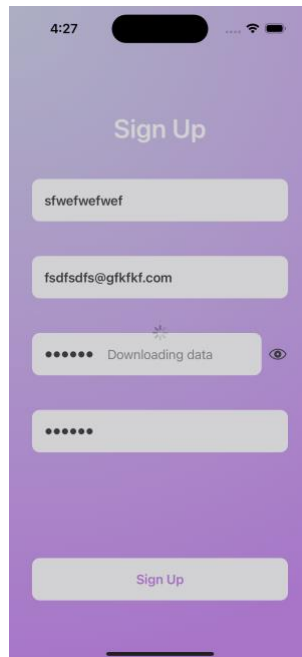 4:27
Sign Up
sfwefwefwef
fsdfsdfs@gfkfkf.com
•••••• Downloading data
••••••
Sign Up